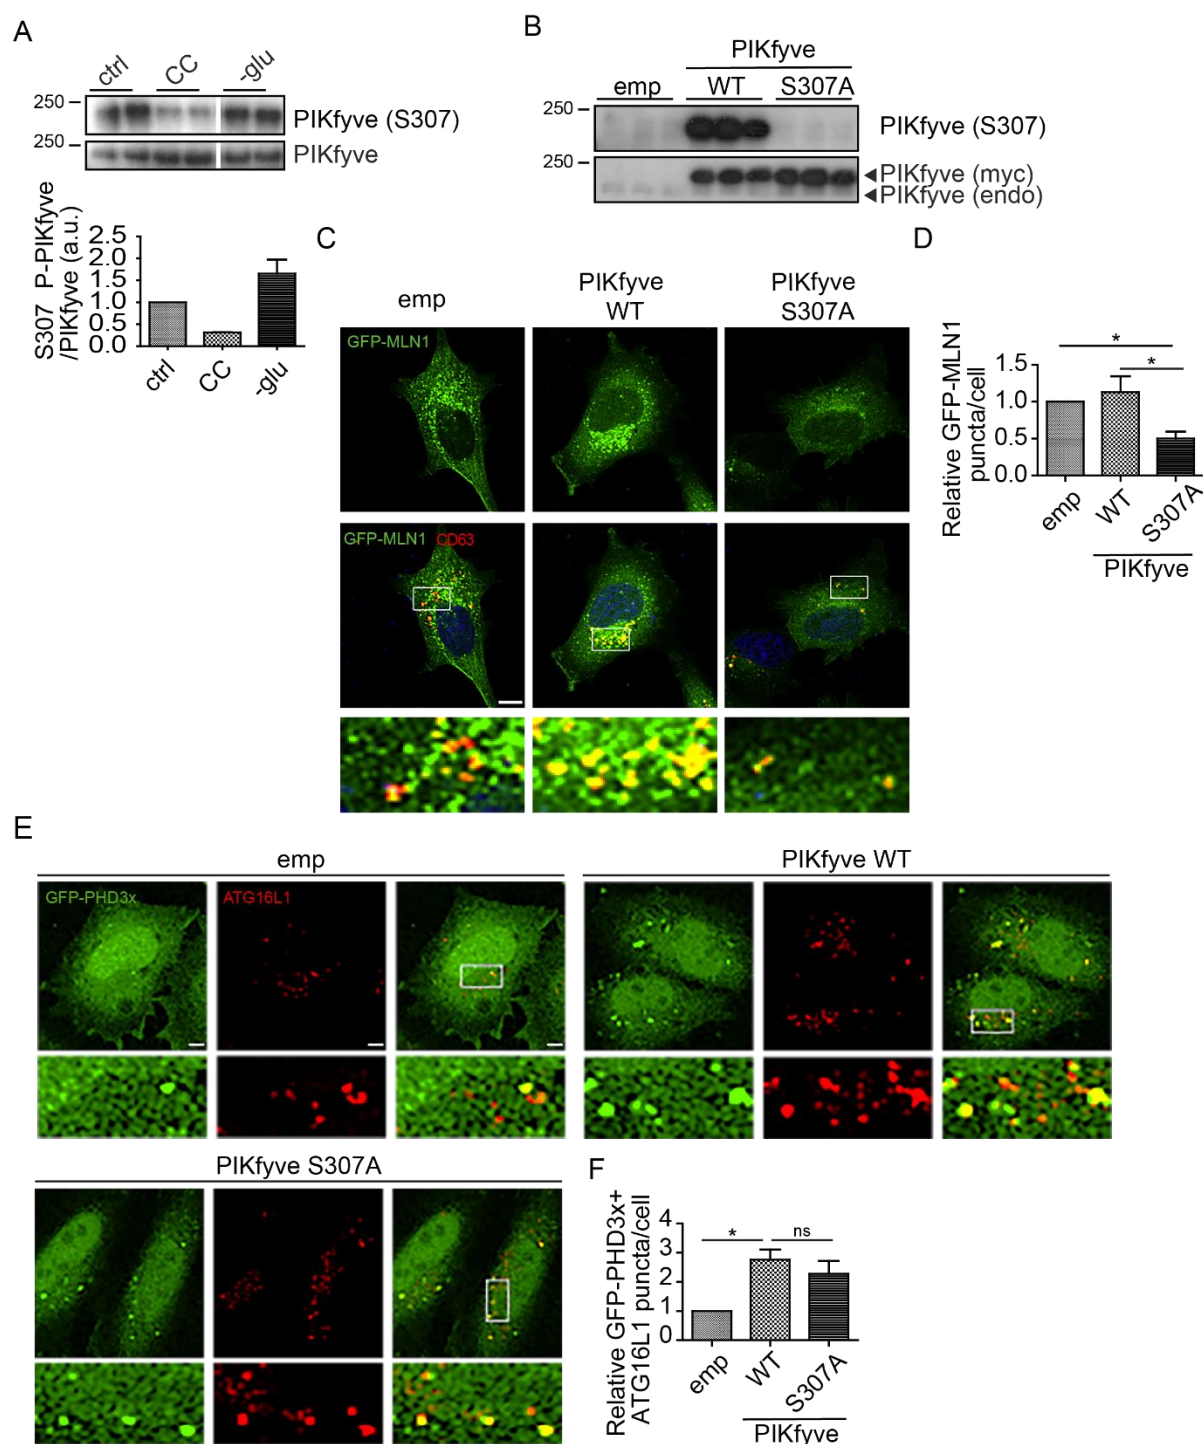 A
ctrl
CC
-glu
250
PIKfyve (S307)
250
PIKfyve
S307 P-PIKfyve
/PIKfyve (a.u.)
2.5
2.0
1.5
1.0
0.5
0.0
ctrl
CC
-glu
B
PIKfyve
emp
WT
S307A
250
PIKfyve (S307)
250
PIKfyve (myc)
PIKfyve (endo)
C
emp
PIKfyve
WT
PIKfyve
S307A
GFP-MLN1
GFP-MLN1 CD63
D
Relative GFP-MLN1
puncta/cell
1.5
1.0
0.5
0.0
*
*
emp
WT
S307A
PIKfyve
E
emp
PIKfyve WT
GFP-PHD3x
ATG16L1
PIKfyve S307A
F
Relative GFP-PHD3x+
ATG16L1 puncta/cell
4
3
2
1
0
*
ns
emp
WT
S307A
PIKfyve